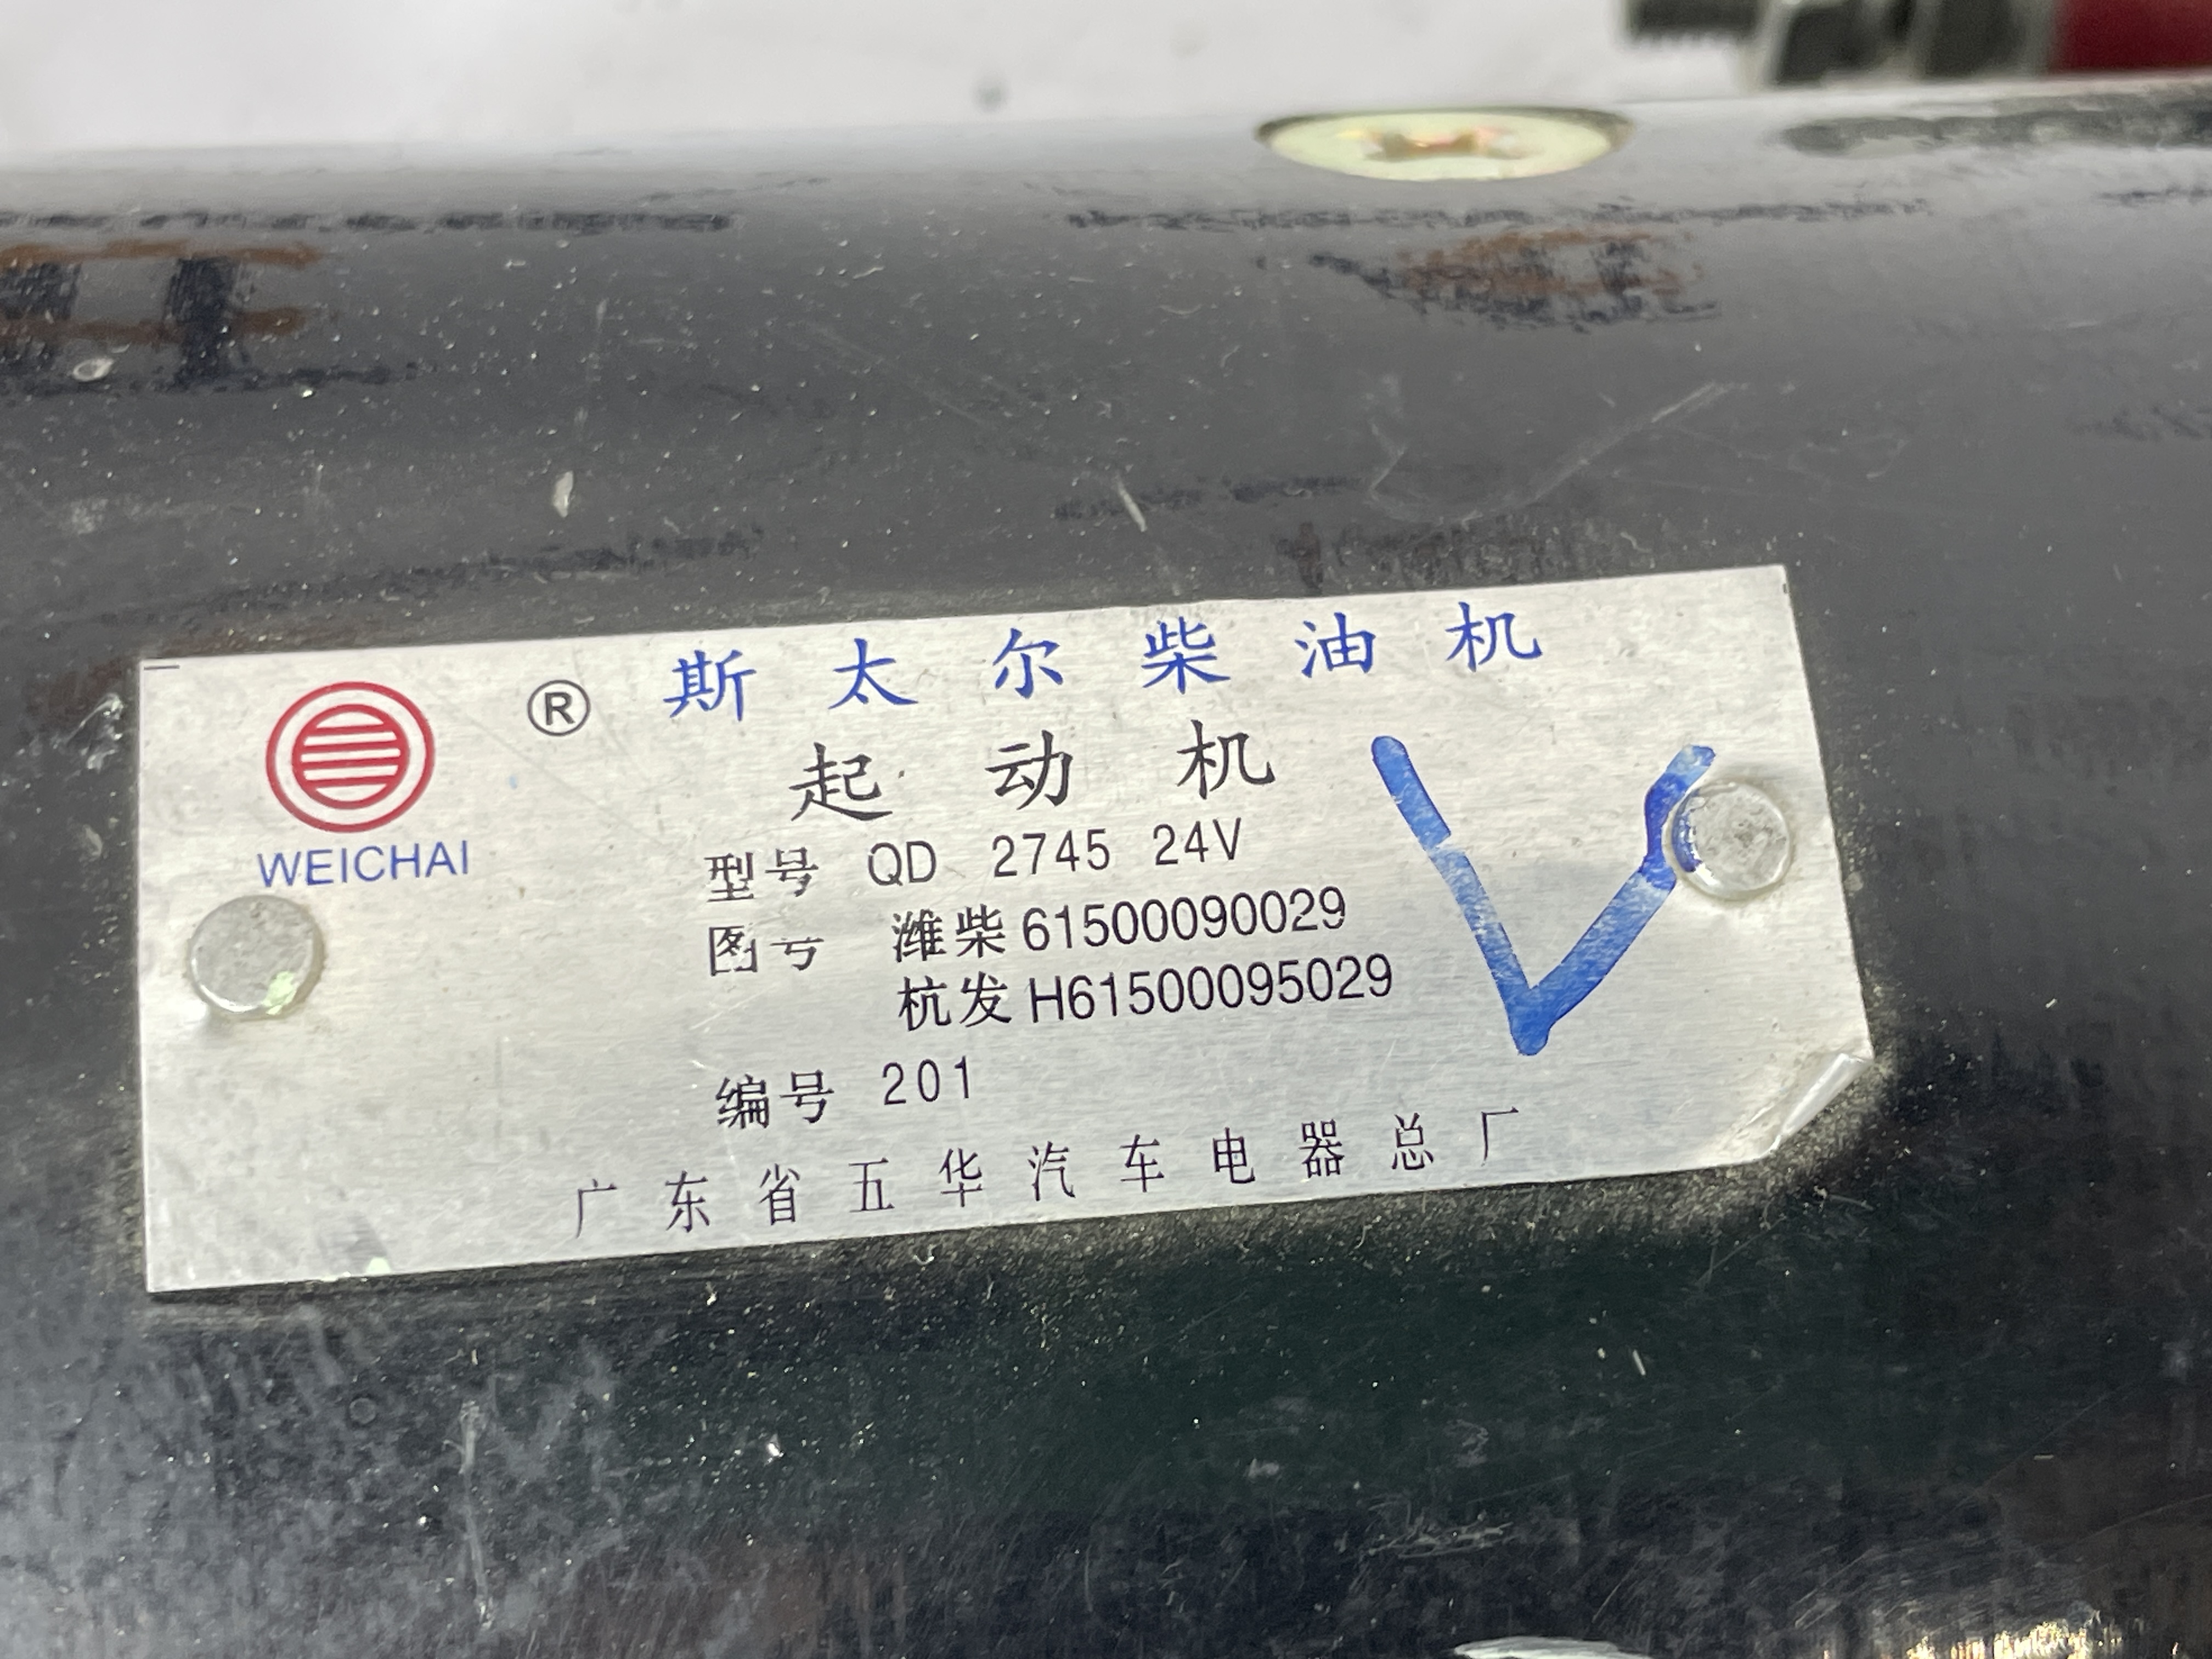 WEICHAI
® 斯太尔柴油机
起动机
型号 QD 2745 24V
图号 潍柴 61500090029
杭发 H61500095029
编号 201
广东省五华汽车电器总厂